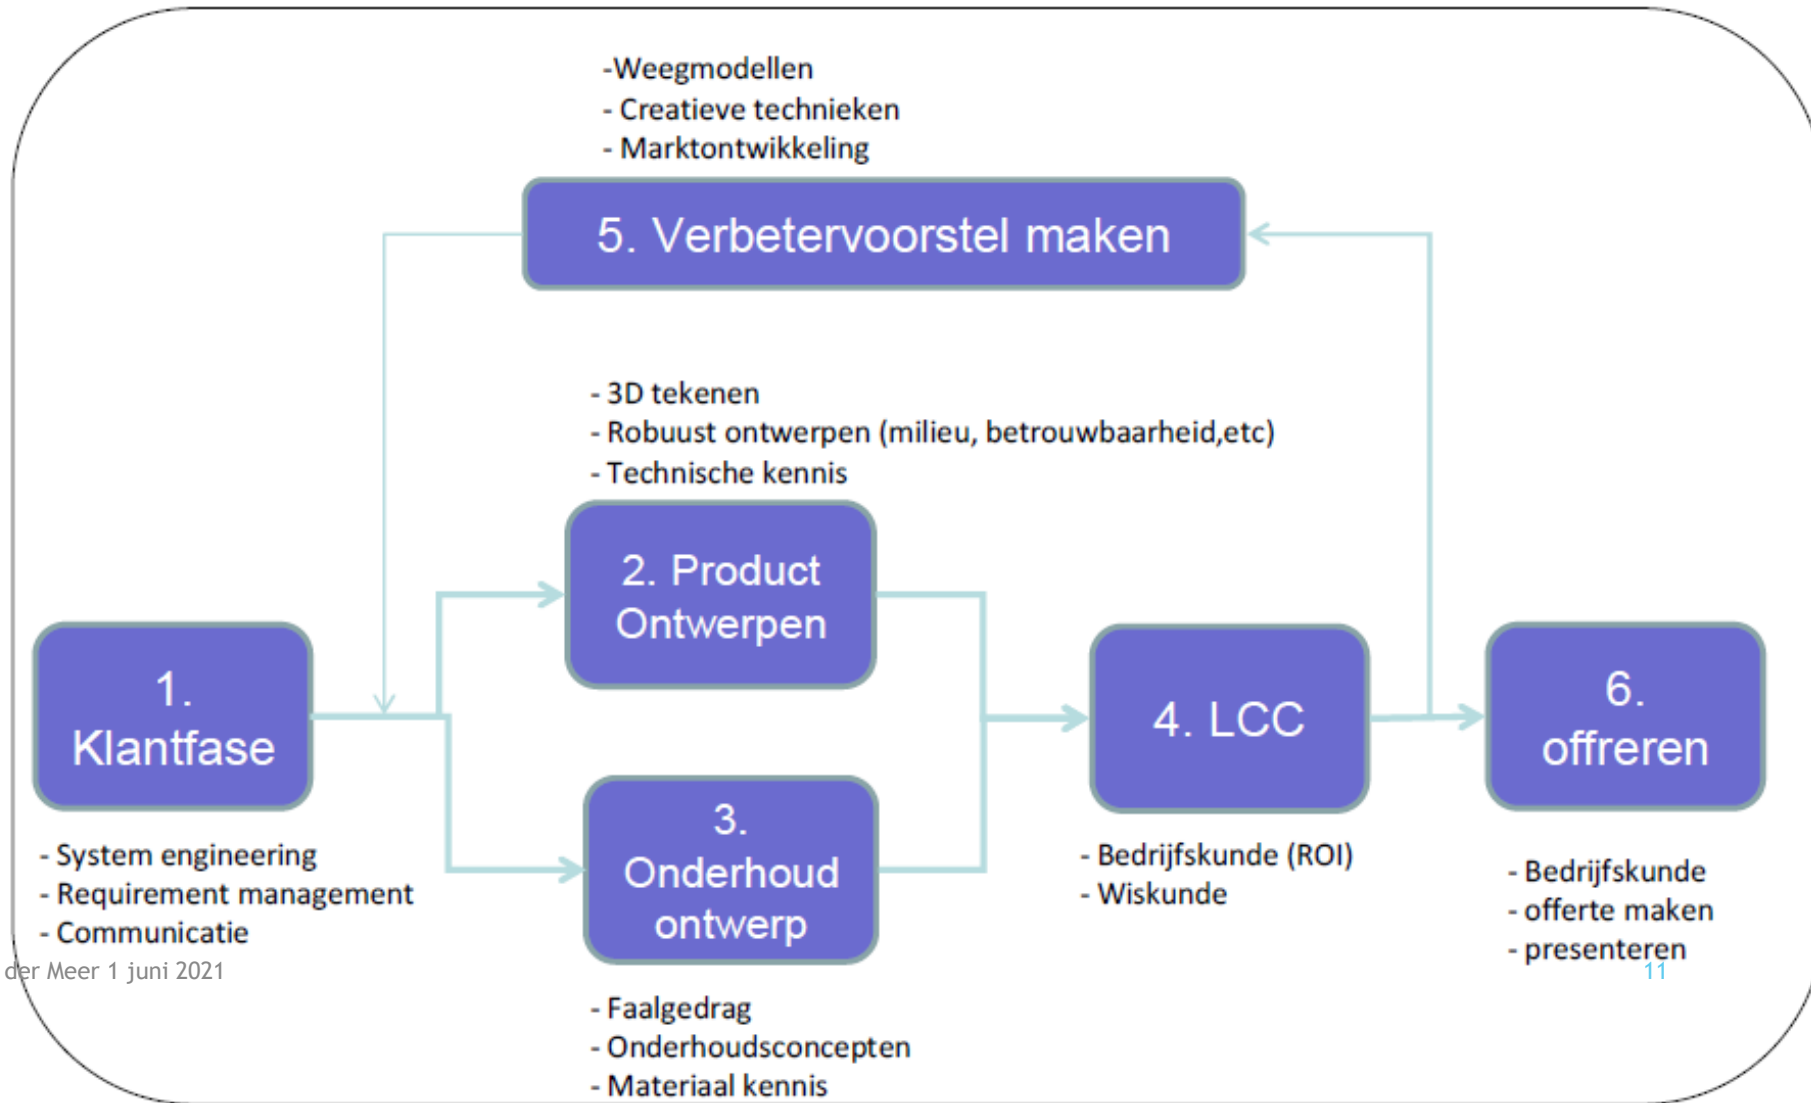 -Weegmodellen
- Creatieve technieken
- Marktontwikkeling
5. Verbetervoorstel maken
- 3D tekenen
- Robuust ontwerpen (milieu, betrouwbaarheid,etc)
- Technische kennis
2. Product
Ontwerpen
1.
Klantfase
- System engineering
- Requirement management
- Communicatie
3.
Onderhoud
ontwerp
- Faalgedrag
- Onderhoudsconcepten
- Materiaal kennis
4. LCC
- Bedrijfskunde (ROI)
- Wiskunde
6.
offreren
- Bedrijfskunde
- offerte maken
- presenteren
der Meer 1 juni 2021
11